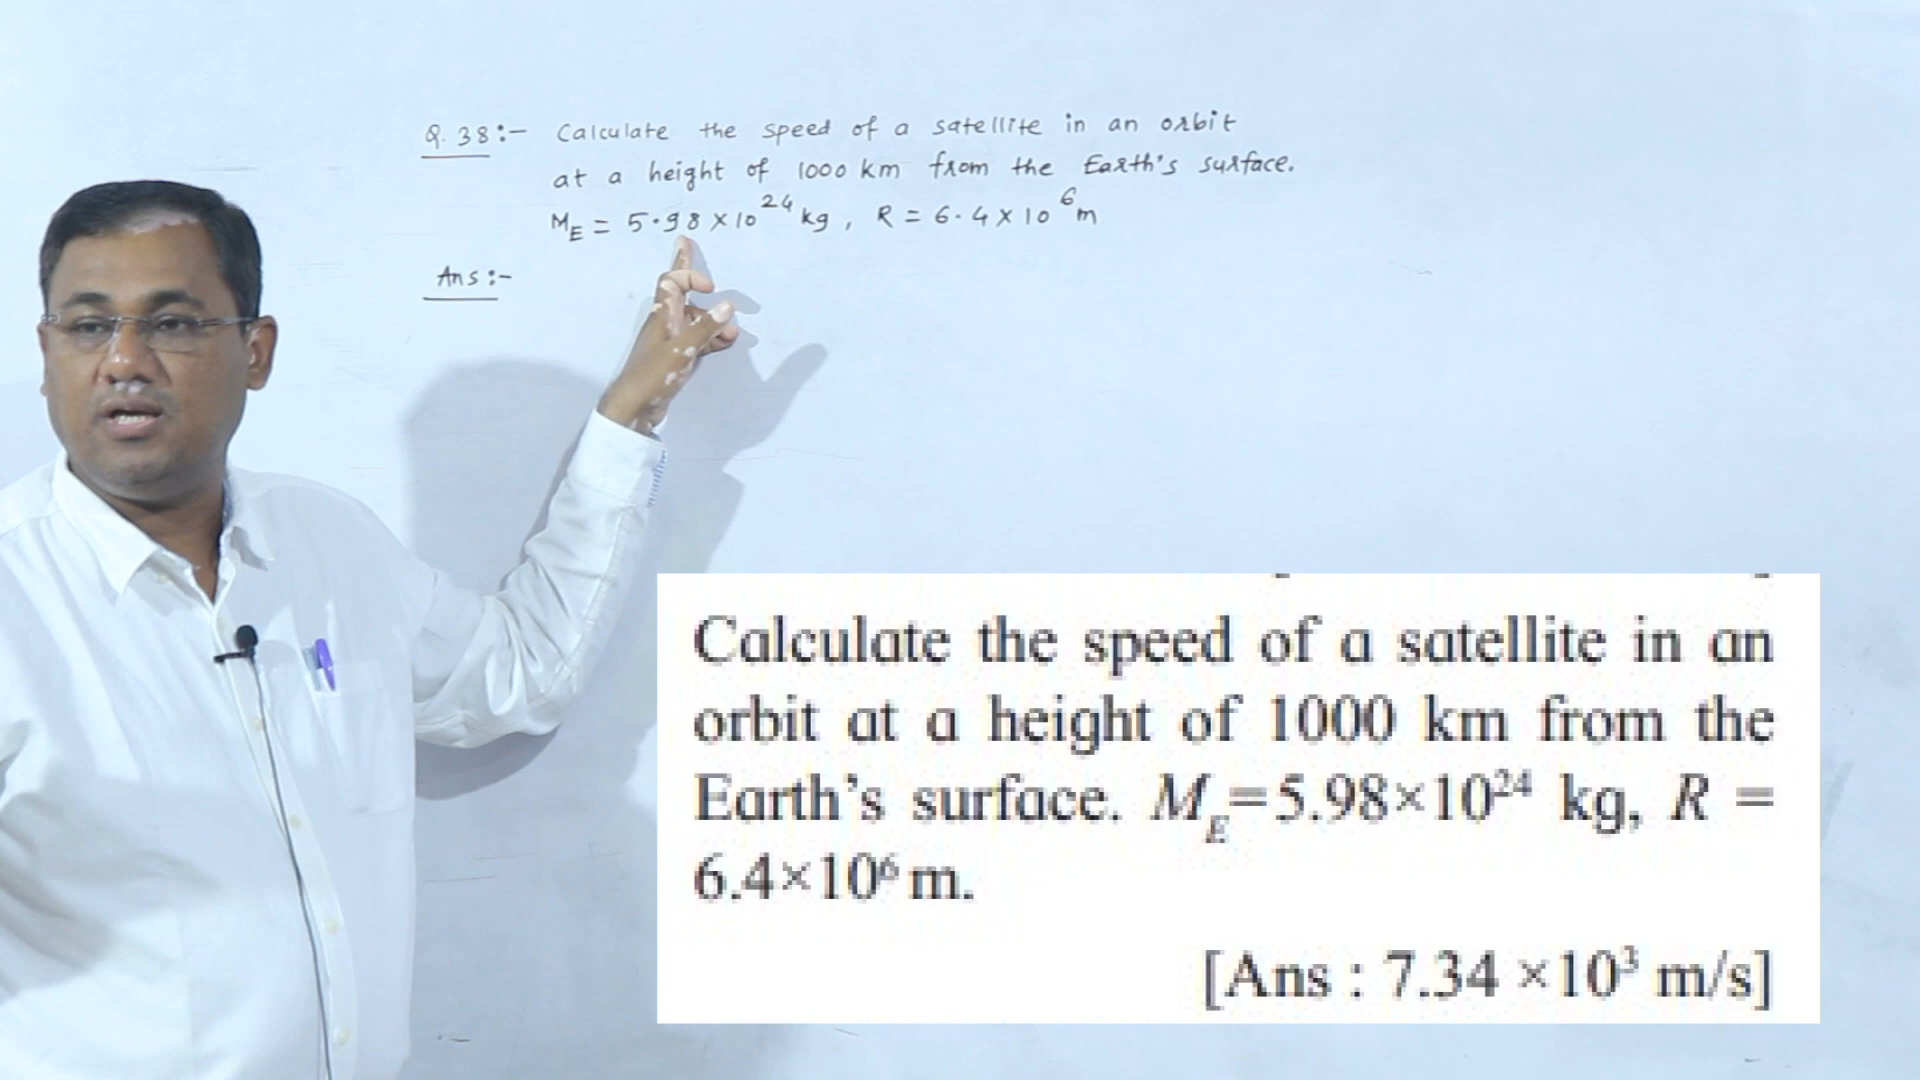 Q. 38:- Calculate the speed of a satellite in an orbit
at a height of 1000 km from the Earth's surface.
M_E = 5.98 × 10^24 kg, R = 6.4 × 10^6 m
Ans:-
Calculate the speed of a satellite in an
orbit at a height of 1000 km from the
Earth's surface. M_E=5.98×10^24 kg, R =
6.4×10^6 m.
[Ans : 7.34 ×10^3 m/s]